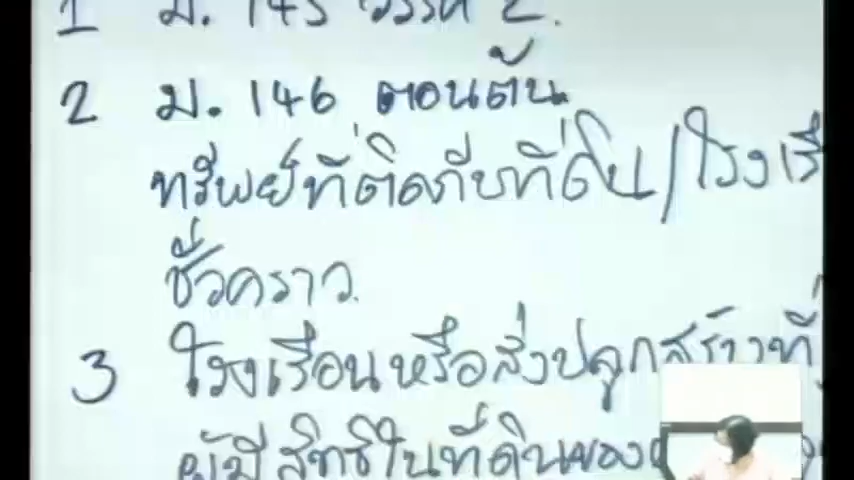 1 ม. 145 วรรค 2.
2 ม. 146 ตอนต้น
ทรัพย์ที่ติดกับที่ดิน/โรงเรื
ชั่วคราว.
3 โรงเรือนหรือสิ่งปลูกสร้างที่
ผู้มีสิทธิในที่ดินของ